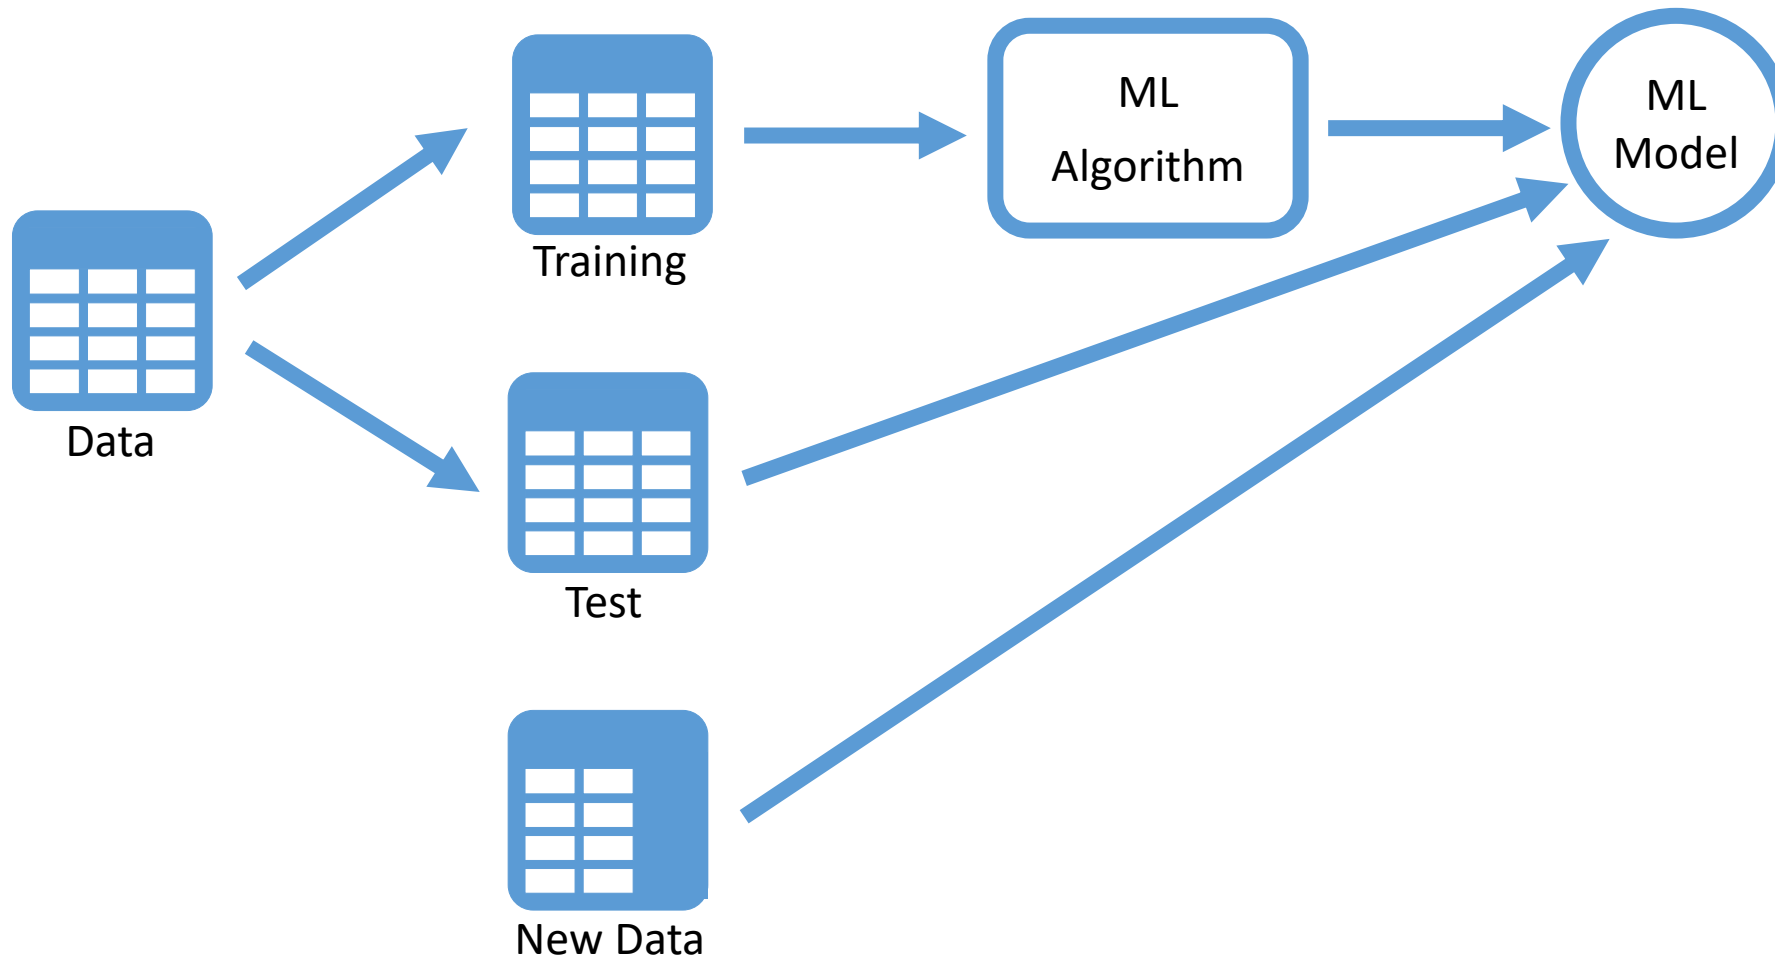 Data
Training
Test
New Data
ML
Algorithm
ML
Model